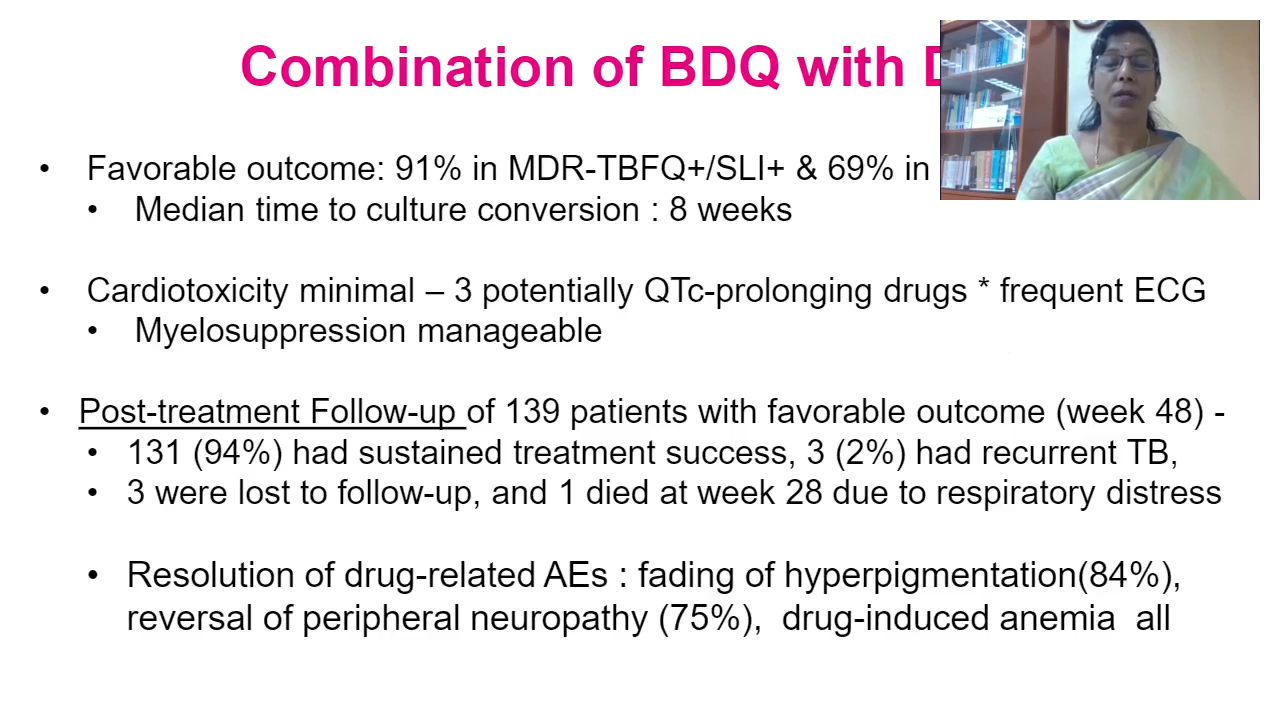 Combination of BDQ with
• Favorable outcome: 91% in MDR-TBFQ+/SLI+ & 69% in
• Median time to culture conversion : 8 weeks
• Cardiotoxicity minimal – 3 potentially QTc-prolonging drugs * frequent ECG
• Myelosuppression manageable
• Post-treatment Follow-up of 139 patients with favorable outcome (week 48) -
• 131 (94%) had sustained treatment success, 3 (2%) had recurrent TB,
• 3 were lost to follow-up, and 1 died at week 28 due to respiratory distress
• Resolution of drug-related AEs : fading of hyperpigmentation(84%),
reversal of peripheral neuropathy (75%), drug-induced anemia all